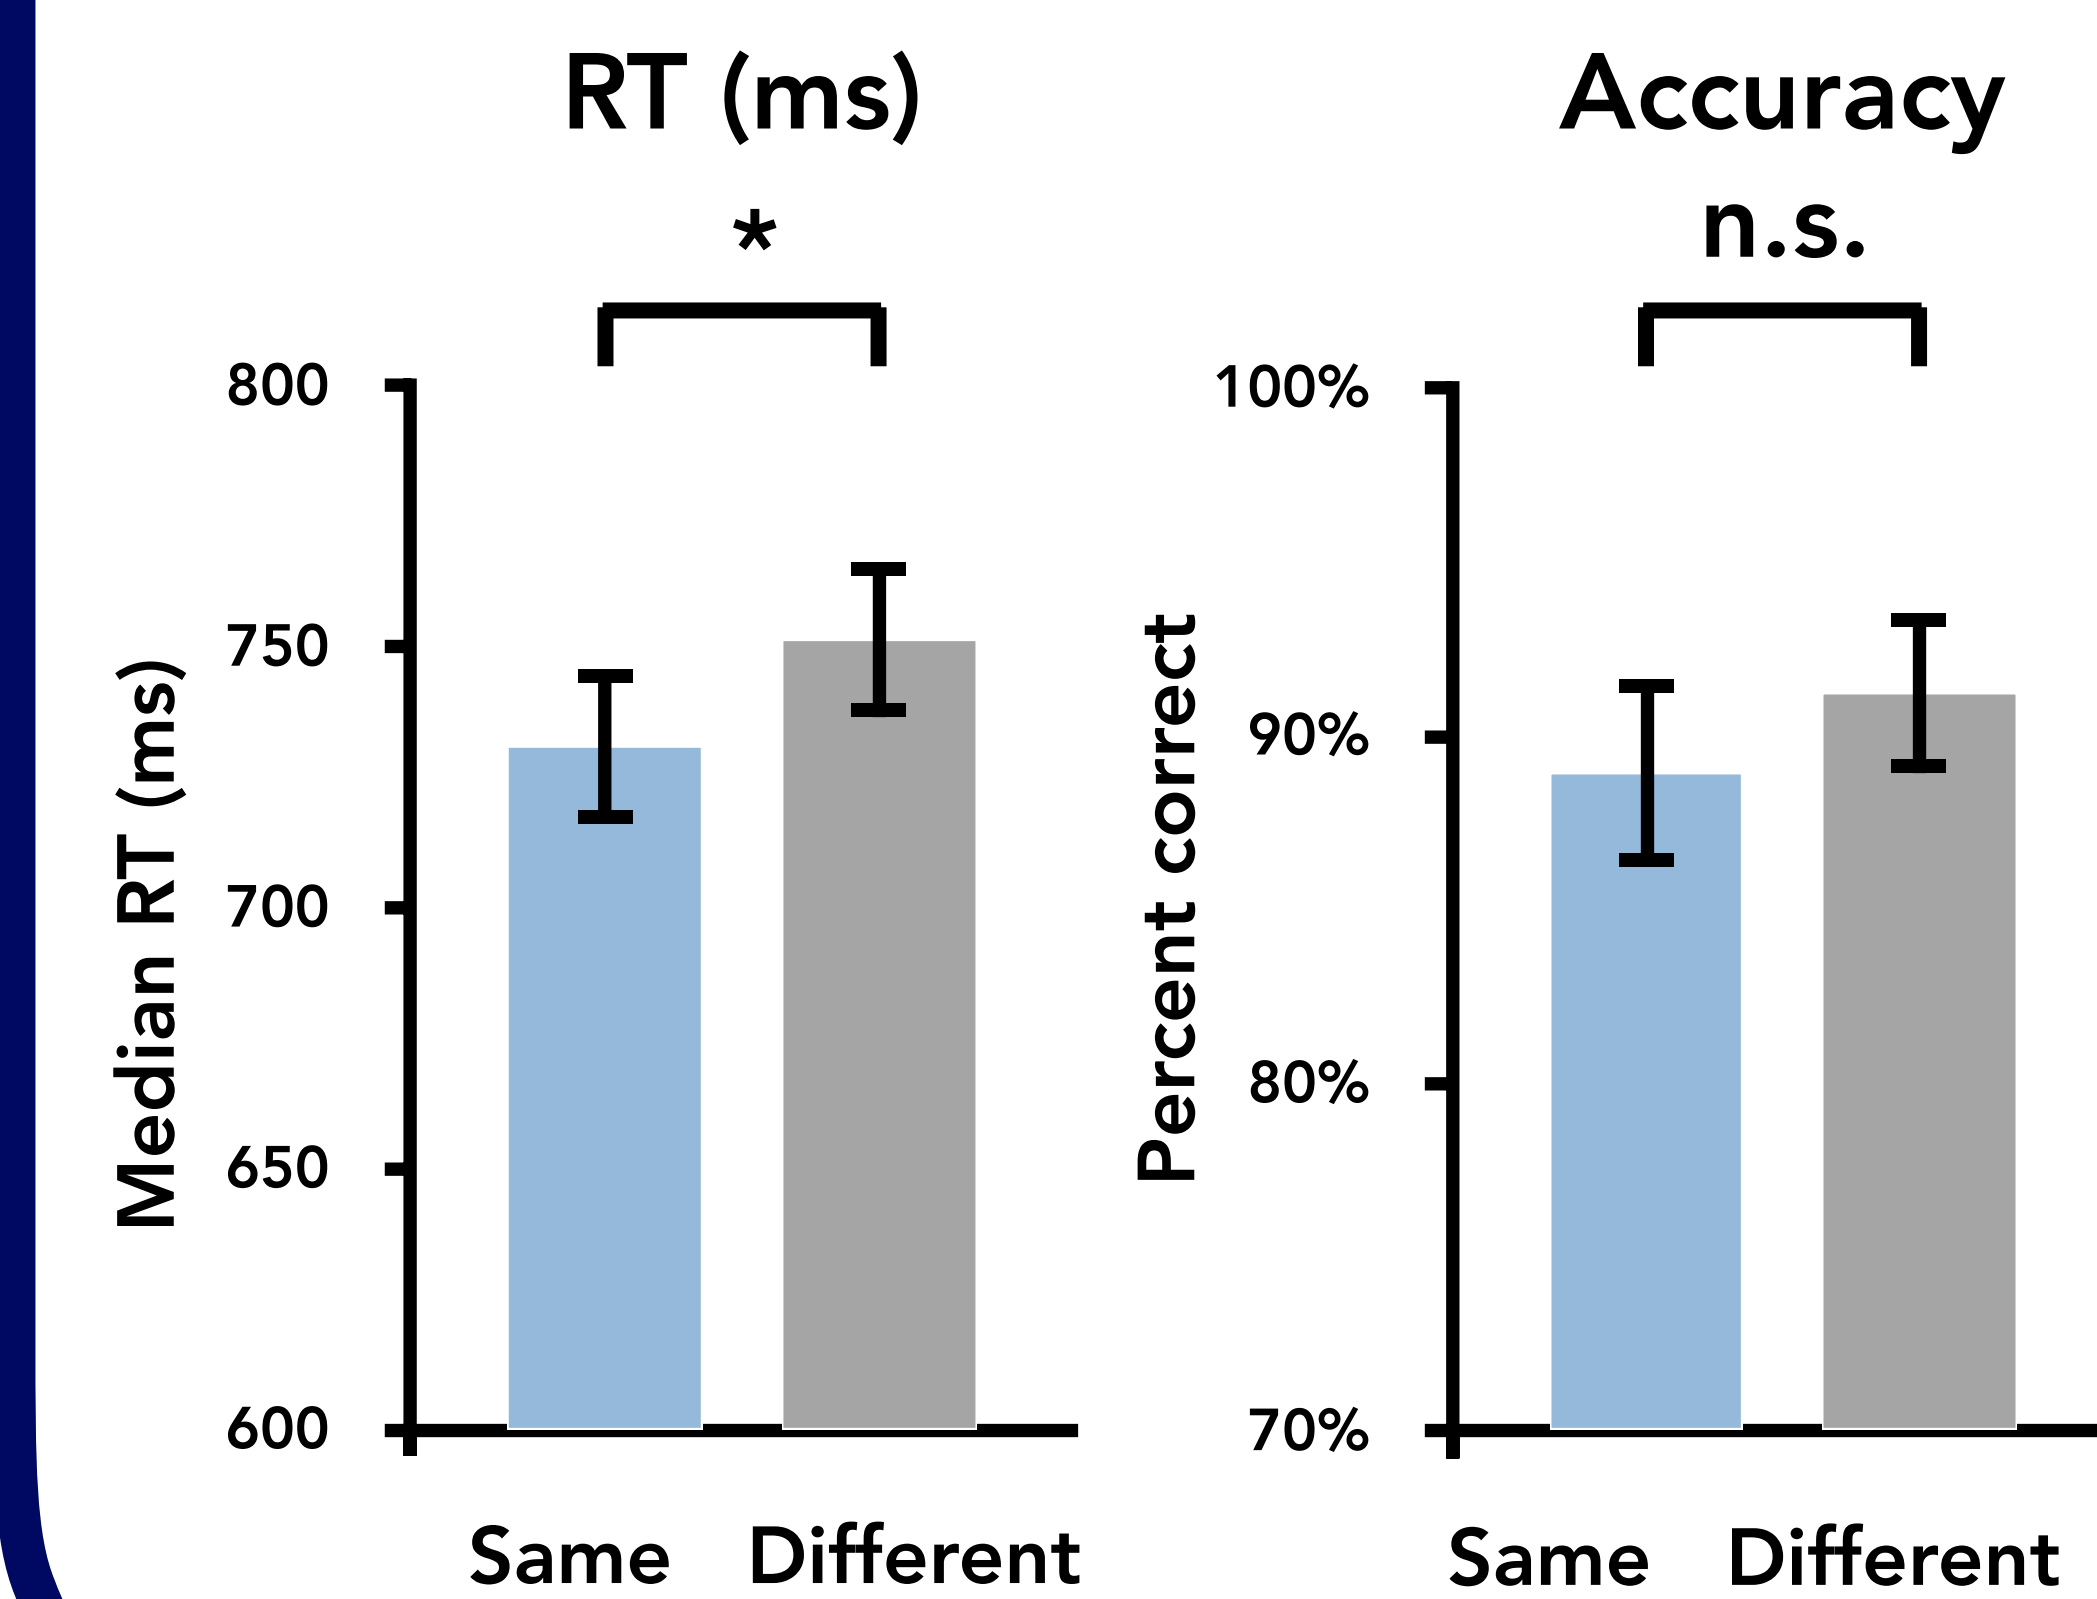 RT (ms)
*
Median RT (ms)
800
750
700
650
600
Same Different
Accuracy
n.s.
Percent correct
100%
90%
80%
70%
Same Different